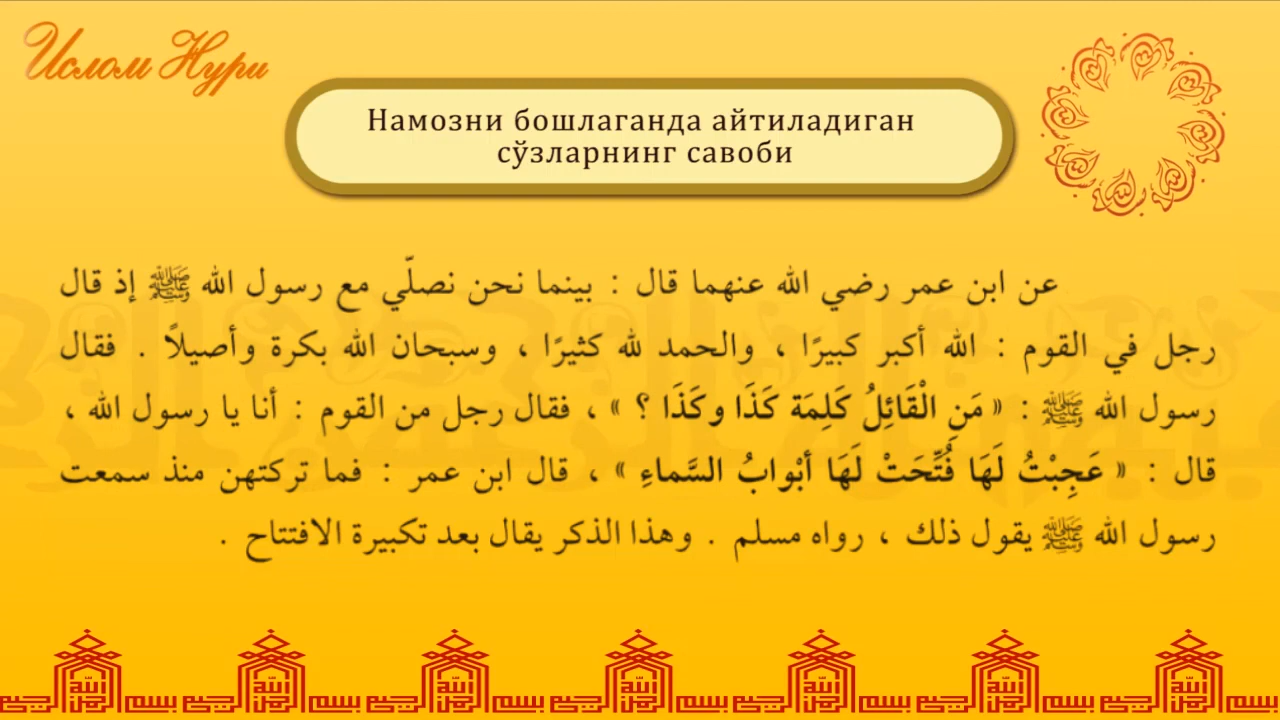 Ислом Нури
Намозни бошлаганда айтиладиган
сўзларнинг савоби
عن ابن عمر رضي الله عنهما قال : بينما نحن نصلّي مع رسول الله ﷺ إذ قال
رجل في القوم : الله أكبر كبيرًا ، والحمد لله كثيرًا ، وسبحان الله بكرة وأصيلاً . فقال
رسول الله ﷺ : « مَنِ الْقَائِلُ كَلِمَة كَذَا وكَذَا ؟ » ، فقال رجل من القوم : أنا يا رسول الله ،
قال : « عَجِبْتُ لَهَا فُتِّحَتْ لَهَا أبْوابُ السَّماءِ » ، قال ابن عمر : فما تركتهن منذ سمعت
رسول الله ﷺ يقول ذلك ، رواه مسلم . وهذا الذكر يقال بعد تكبيرة الافتتاح .